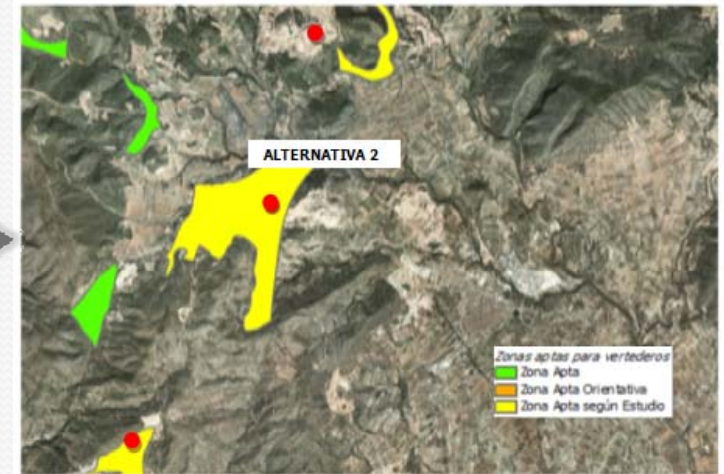 ALTERNATIVA 2
Zonas aptas para vertederos
Zona Apta
Zona Apta Orientativa
Zona Apta según Estudio